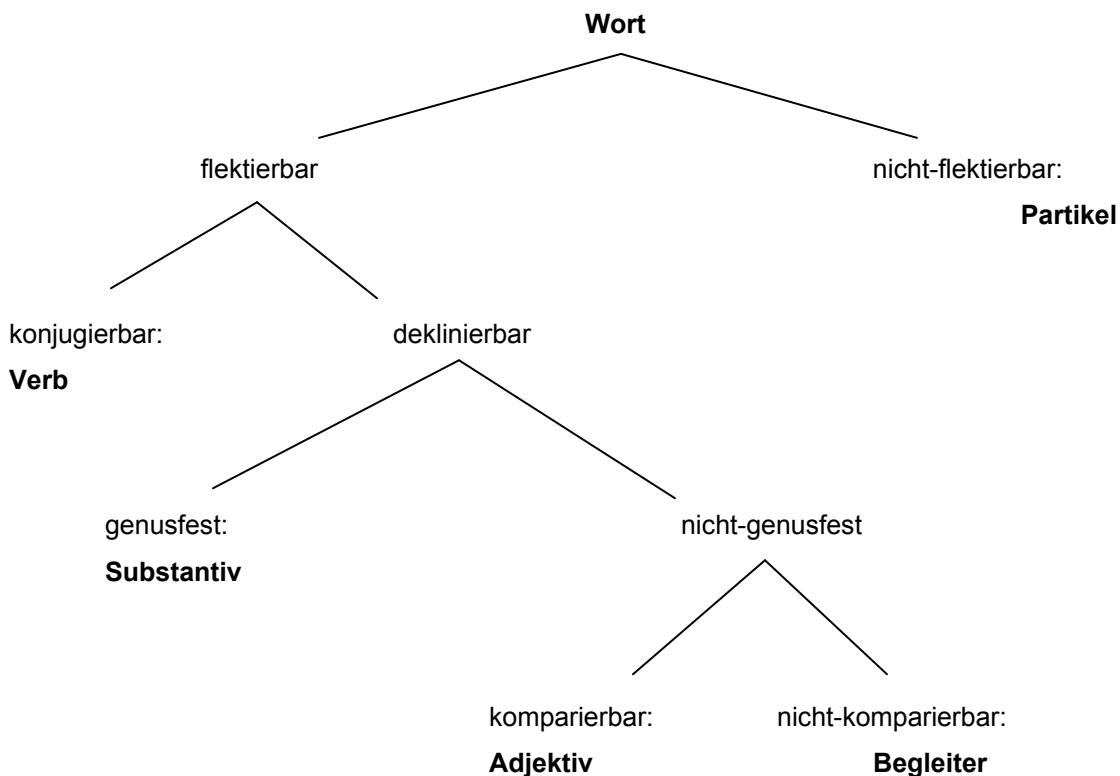 Wort
flektierbar
nicht-flektierbar:
Partikel
konjugierbar:
Verb
deklinierbar
genusfest:
Substantiv
nicht-genusfest
komparierbar:
Adjektiv
nicht-komparierbar:
Begleiter